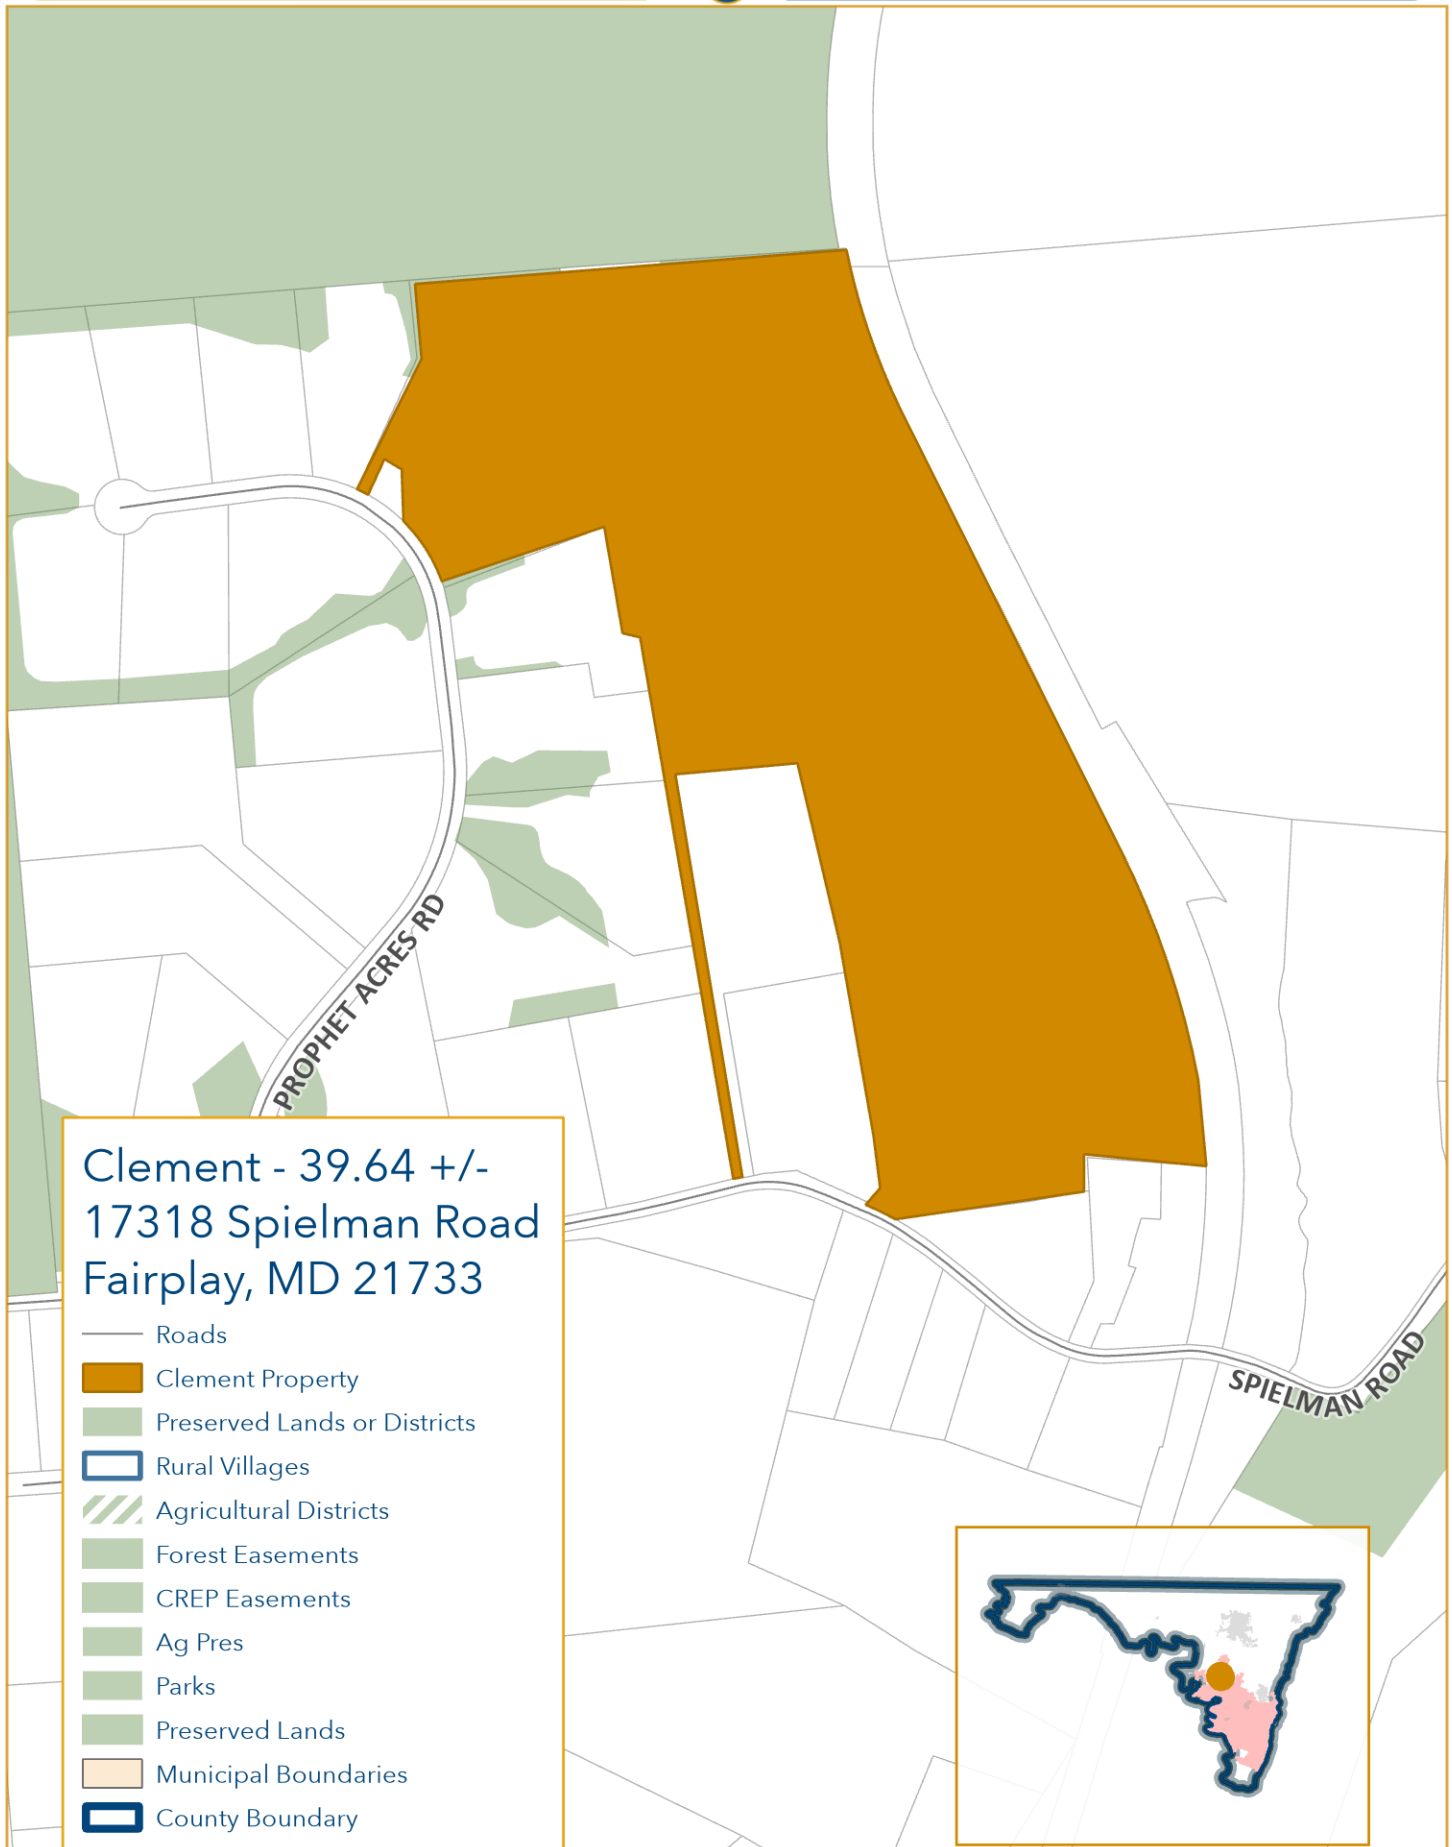 PROPHET ACRES RD
Clement - 39.64 +/-
17318 Spielman Road
Fairplay, MD 21733
Roads
Clement Property
Preserved Lands or Districts
Rural Villages
Agricultural Districts
Forest Easements
CREP Easements
Ag Pres
Parks
Preserved Lands
Municipal Boundaries
County Boundary
SPIELMAN ROAD